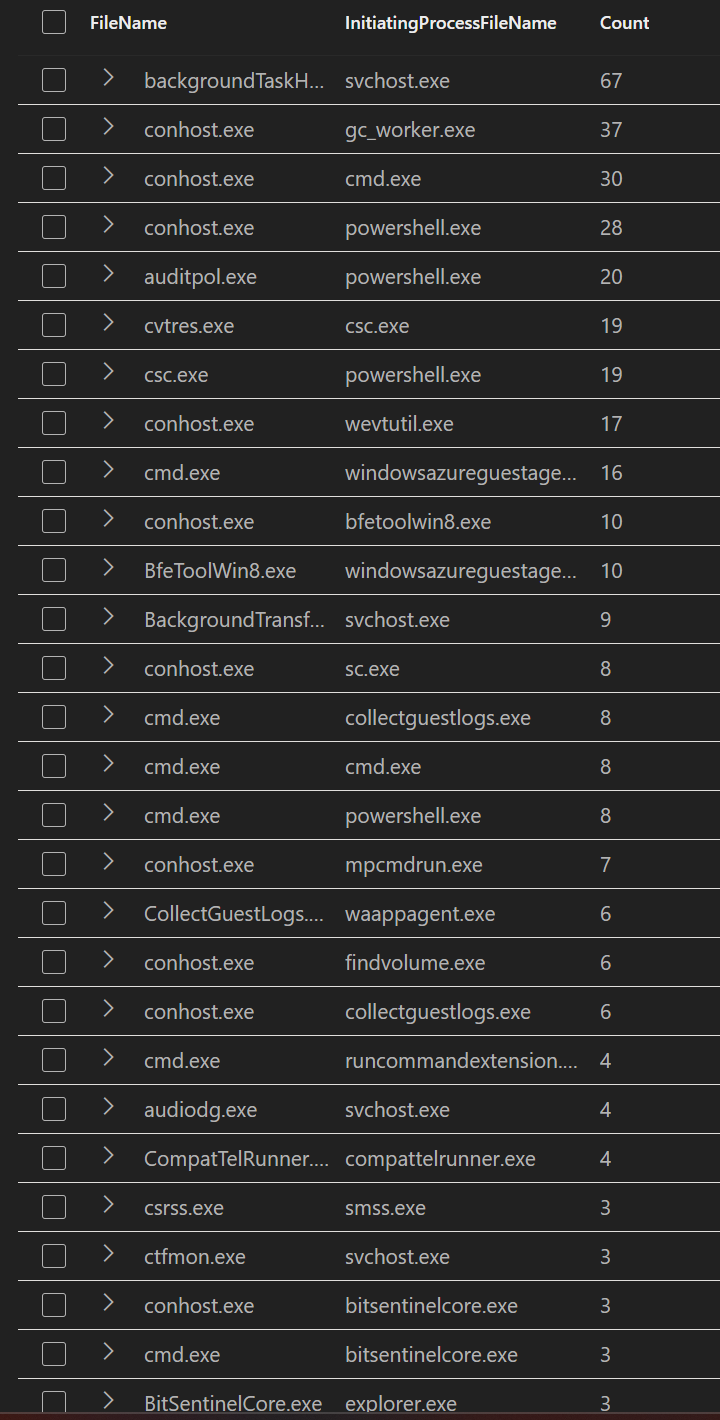 FileName InitiatingProcessFileName Count
backgroundTaskH... svchost.exe 67
conhost.exe gc_worker.exe 37
conhost.exe cmd.exe 30
conhost.exe powershell.exe 28
auditpol.exe powershell.exe 20
cvtres.exe csc.exe 19
csc.exe powershell.exe 19
conhost.exe wevtutil.exe 17
cmd.exe windowsazureguestage... 16
conhost.exe bfetoolwin8.exe 10
BfeToolWin8.exe windowsazureguestage... 10
BackgroundTransf... svchost.exe 9
conhost.exe sc.exe 8
cmd.exe collectguestlogs.exe 8
cmd.exe cmd.exe 8
cmd.exe powershell.exe 8
conhost.exe mpcmdrun.exe 7
CollectGuestLogs.... waappagent.exe 6
conhost.exe findvolume.exe 6
conhost.exe collectguestlogs.exe 6
cmd.exe runcommandextension.... 4
audiodg.exe svchost.exe 4
CompatTelRunner.... compattelrunner.exe 4
csrss.exe smss.exe 3
ctfmon.exe svchost.exe 3
conhost.exe bitsentinelcore.exe 3
cmd.exe bitsentinelcore.exe 3
BitSentinelCore.exe explorer.exe 3